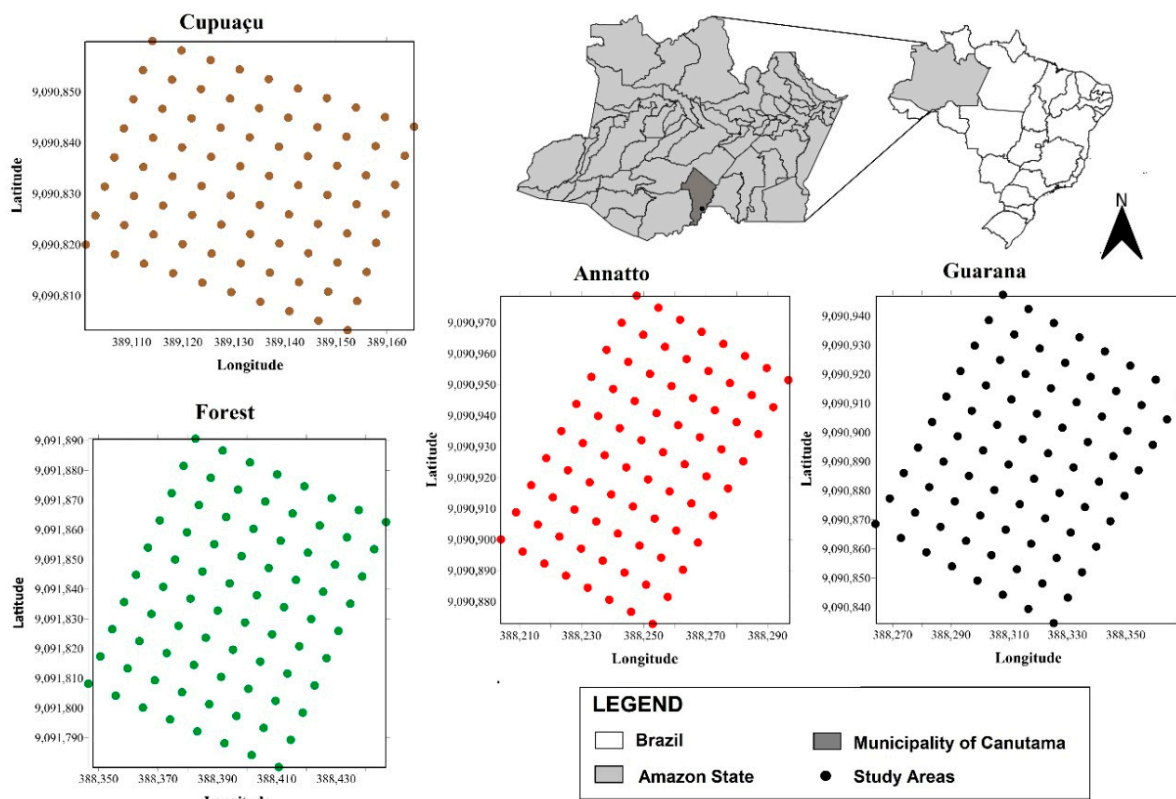 Cupuaçu
9,090,850
9,090,840
9,090,830
9,090,820
9,090,810
Latitude
389,110 389,120 389,130 389,140 389,150 389,160
Longitude
N
Annatto
9,090,970
9,090,960
9,090,950
9,090,940
9,090,930
9,090,920
9,090,910
9,090,900
9,090,890
9,090,880
Latitude
388,210 388,230 388,250 388,270 388,290
Longitude
Guarana
9,090,940
9,090,930
9,090,920
9,090,910
9,090,900
9,090,890
9,090,880
9,090,870
9,090,860
9,090,850
9,090,840
Latitude
388,270 388,290 388,310 388,330 388,350
Longitude
Forest
9,091,890
9,091,880
9,091,870
9,091,860
9,091,850
9,091,840
9,091,830
9,091,820
9,091,810
9,091,800
9,091,790
Latitude
388,350 388,370 388,390 388,410 388,430
LEGEND
Brazil
Municipality of Canutama
Amazon State
Study Areas